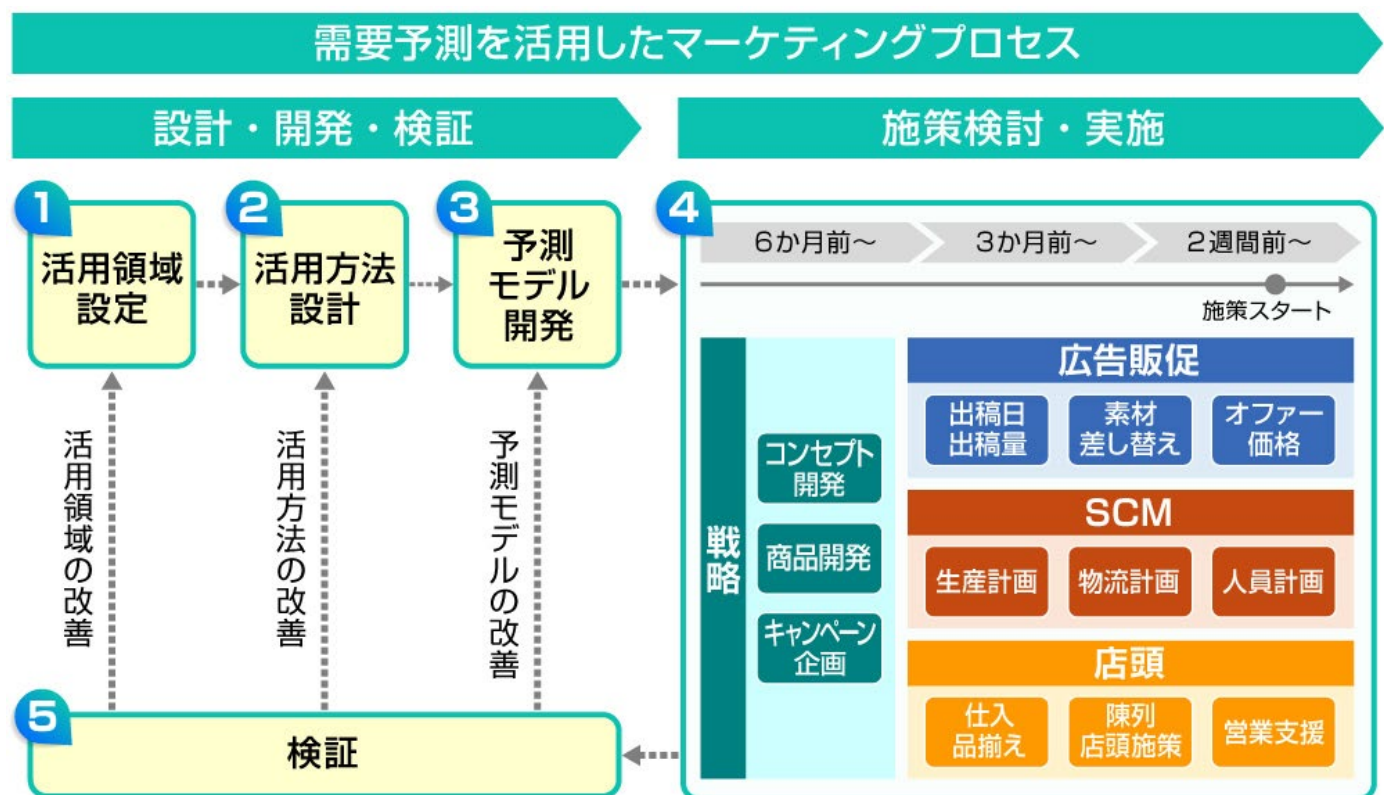 需要予測を活用したマーケティングプロセス
設計・開発・検証
施策検討・実施
1
活用領域
設定
2
活用方法
設計
3
予測
モデル
開発
4
6か月前～
3か月前～
2週間前～
施策スタート
戦略
コンセプト
開発
商品開発
キャンペーン
企画
広告販促
出稿日
出稿量
素材
差し替え
オファー
価格
SCM
生産計画
物流計画
人員計画
店頭
仕入
品揃え
陳列
店頭施策
営業支援
活用領域の改善
活用方法の改善
予測モデルの改善
5
検証